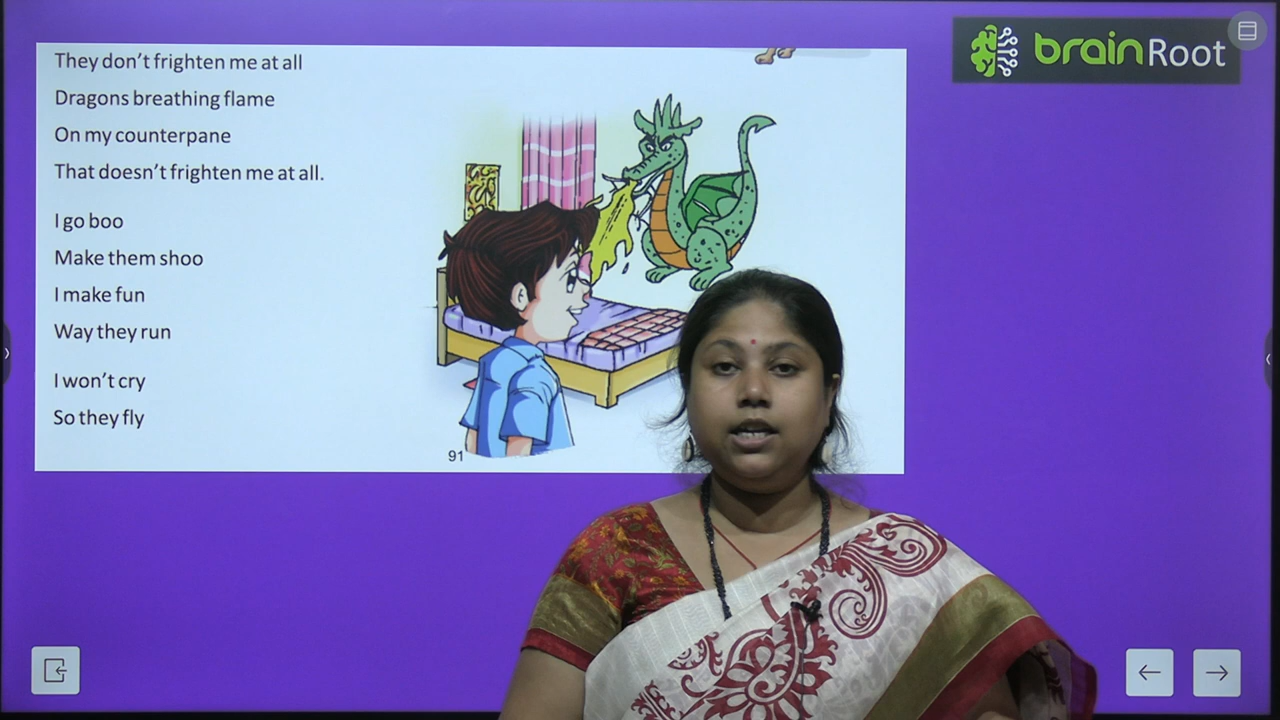 They don't frighten me at all
Dragons breathing flame
On my counterpane
That doesn't frighten me at all.
I go boo
Make them shoo
I make fun
Way they run
I won't cry
So they fly
91
brainRoot